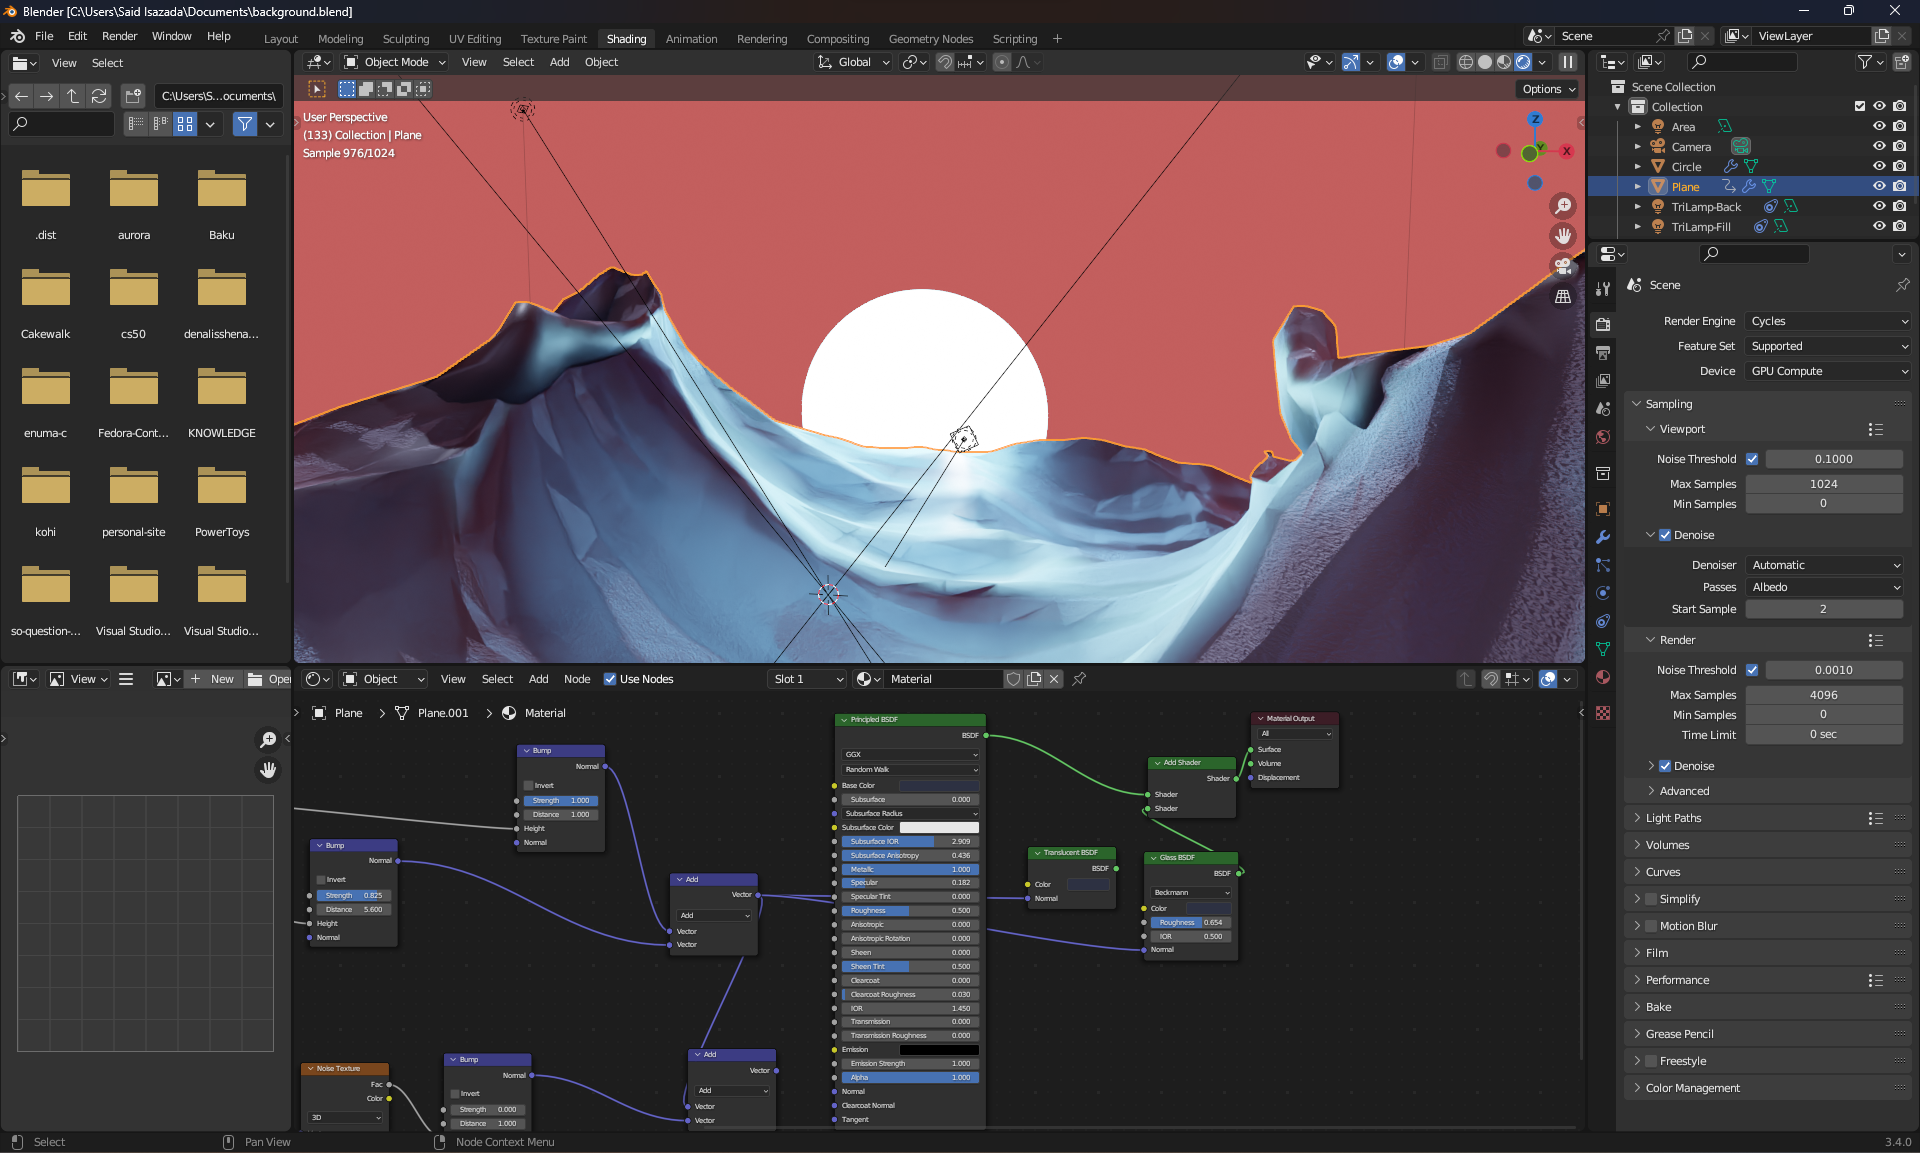 Blender [C:\Users\Said Isazada\Documents\background.blend]
File Edit Render Window Help
Layout Modeling Sculpting UV Editing Texture Paint Shading Animation Rendering Compositing Geometry Nodes Scripting +
Scene
ViewLayer
View Select
C:\Users\S...ocuments\
.dist aurora Baku
Cakewalk cs50 denalisshena...
enuma-c Fedora-Cont... KNOWLEDGE
kohi personal-site PowerToys
so-question-... Visual Studio... Visual Studio...
Object Mode View Select Add Object
Global
Options
User Perspective
(133) Collection | Plane
Sample 976/1024
Z
Y
X
Scene Collection
Collection
Area
Camera
Circle
Plane
TriLamp-Back
TriLamp-Fill
Scene
Render Engine Cycles
Feature Set Supported
Device GPU Compute
Sampling
Viewport
Noise Threshold 0.1000
Max Samples 1024
Min Samples 0
Denoise
Denoiser Automatic
Passes Albedo
Start Sample 2
Render
Noise Threshold 0.0010
Max Samples 4096
Min Samples 0
Time Limit 0 sec
Denoise
Advanced
Light Paths
Volumes
Curves
Simplify
Motion Blur
Film
Performance
Bake
Grease Pencil
Freestyle
Color Management
View
+ New
Oper
Object View Select Add Node Use Nodes
Slot 1
Material
Plane > Plane.001 > Material
Bump
Normal
Invert
Strength 1.000
Distance 1.000
Height
Normal
Bump
Normal
Invert
Strength 0.825
Distance 5.600
Height
Normal
Add
Vector
Add
Vector
Vector
Noise Texture
Fac
Color
3D
Bump
Normal
Invert
Strength 0.000
Distance 1.000
Add
Vector
Add
Vector
Vector
Principled BSDF
BSDF
GGX
Random Walk
Base Color
Subsurface 0.000
Subsurface Radius
Subsurface Color
Subsurface IOR 2.909
Subsurface Anisotropy 0.436
Metallic 1.000
Specular 0.182
Specular Tint 0.000
Roughness 0.500
Anisotropic 0.000
Anisotropic Rotation 0.000
Sheen 0.000
Sheen Tint 0.500
Clearcoat 0.000
Clearcoat Roughness 0.030
IOR 1.450
Transmission 0.000
Transmission Roughness 0.000
Emission
Emission Strength 1.000
Alpha 1.000
Normal
Clearcoat Normal
Tangent
Translucent BSDF
BSDF
Color
Normal
Add Shader
Shader
Shader
Shader
Glass BSDF
BSDF
Beckmann
Color
Roughness 0.654
IOR 0.500
Normal
Material Output
All
Surface
Volume
Displacement
Select
Pan View
Node Context Menu
3.4.0